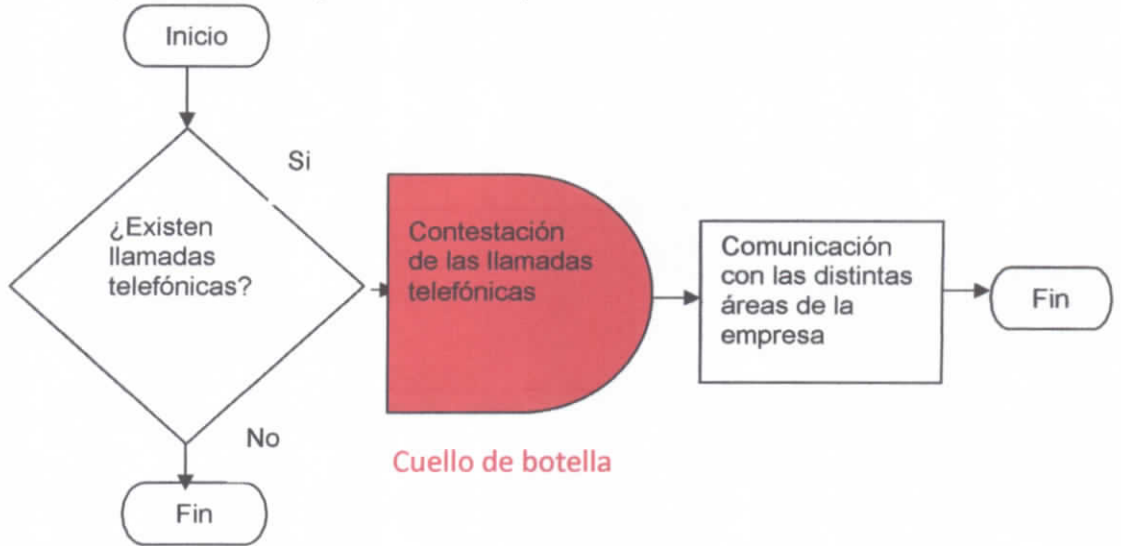 Inicio
Si
¿Existen
llamadas
telefónicas?
Contestación
de las llamadas
telefónicas
Comunicación
con las distintas
áreas de la
empresa
Fin
No
Cuello de botella
Fin